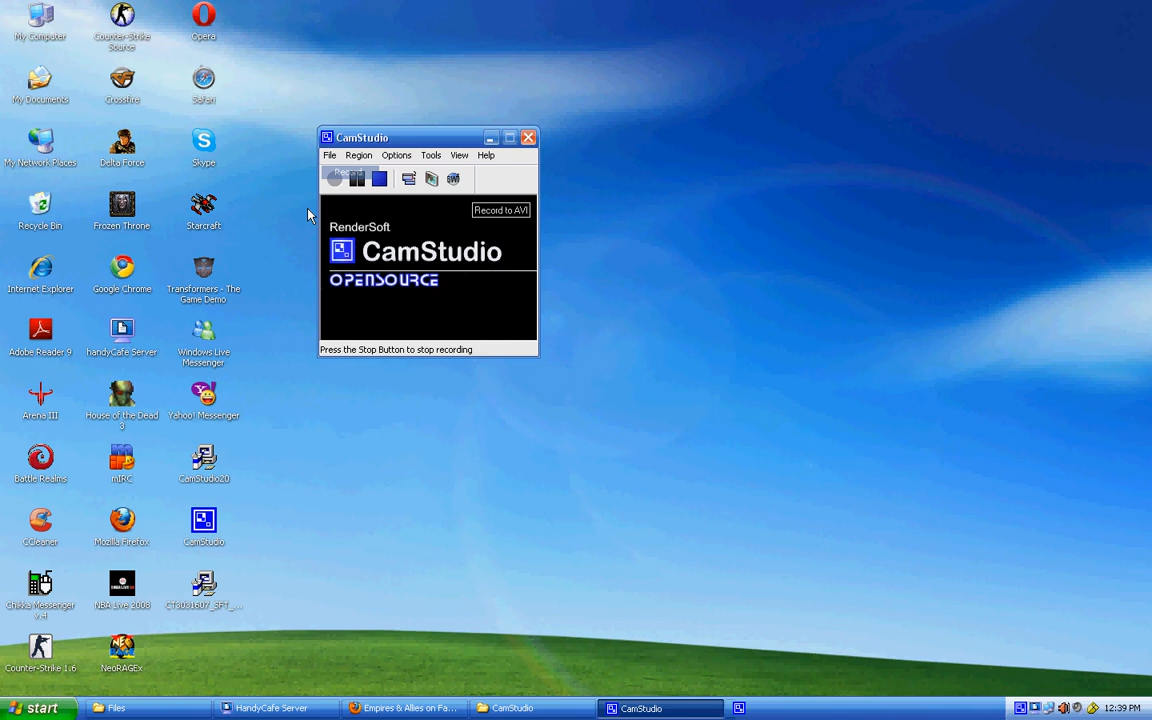 My Computer
Counter-Strike
Source
Opera
My Documents
Crossfire
Safari
My Network Places
Delta Force
Skype
Recycle Bin
Frozen Throne
Starcraft
Internet Explorer
Google Chrome
Transformers - The
Game Demo
Adobe Reader 9
handyCafe Server
Windows Live
Messenger
Arena III
House of the Dead
3
Yahoo! Messenger
Battle Realms
mIRC
CamStudio20
CCleaner
Mozilla Firefox
CamStudio
Chikka Messenger
v.4
NBA Live 2008
CT3031607_SFT_...
Counter-Strike 1.6
NeoRAGEx
CamStudio
File Region Options Tools View Help
Record
Record to AVI
RenderSoft
CamStudio
OPENSOURCE
Press the Stop Button to stop recording
start
Files
HandyCafe Server
Empires & Allies on Fa...
CamStudio
CamStudio
12:39 PM